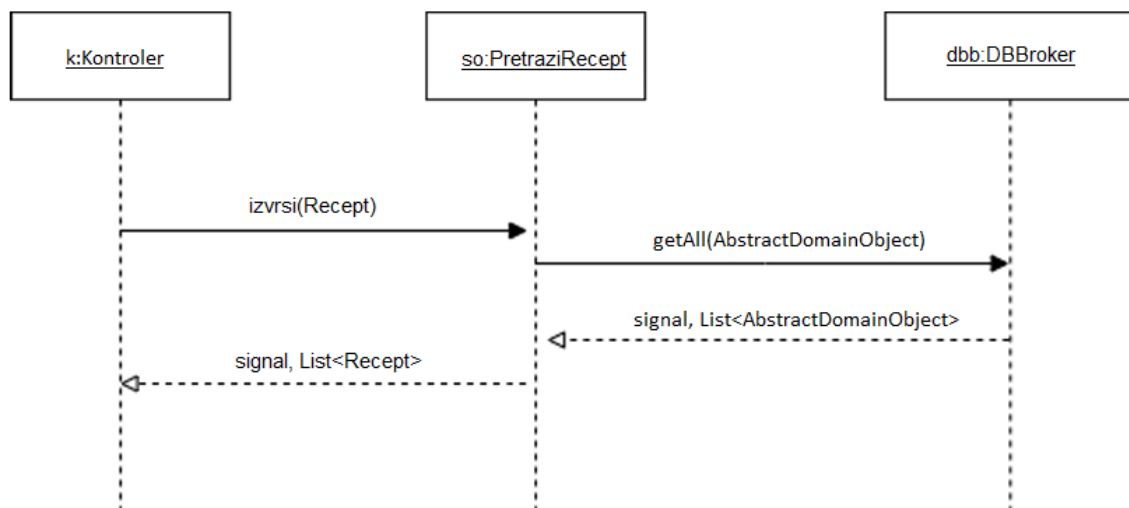 k:Kontroler
so:PretraziRecept
dbb:DBBroker
izvrsi(Recept)
getAll(AbstractDomainObject)
signal, List<AbstractDomainObject>
signal, List<Recept>